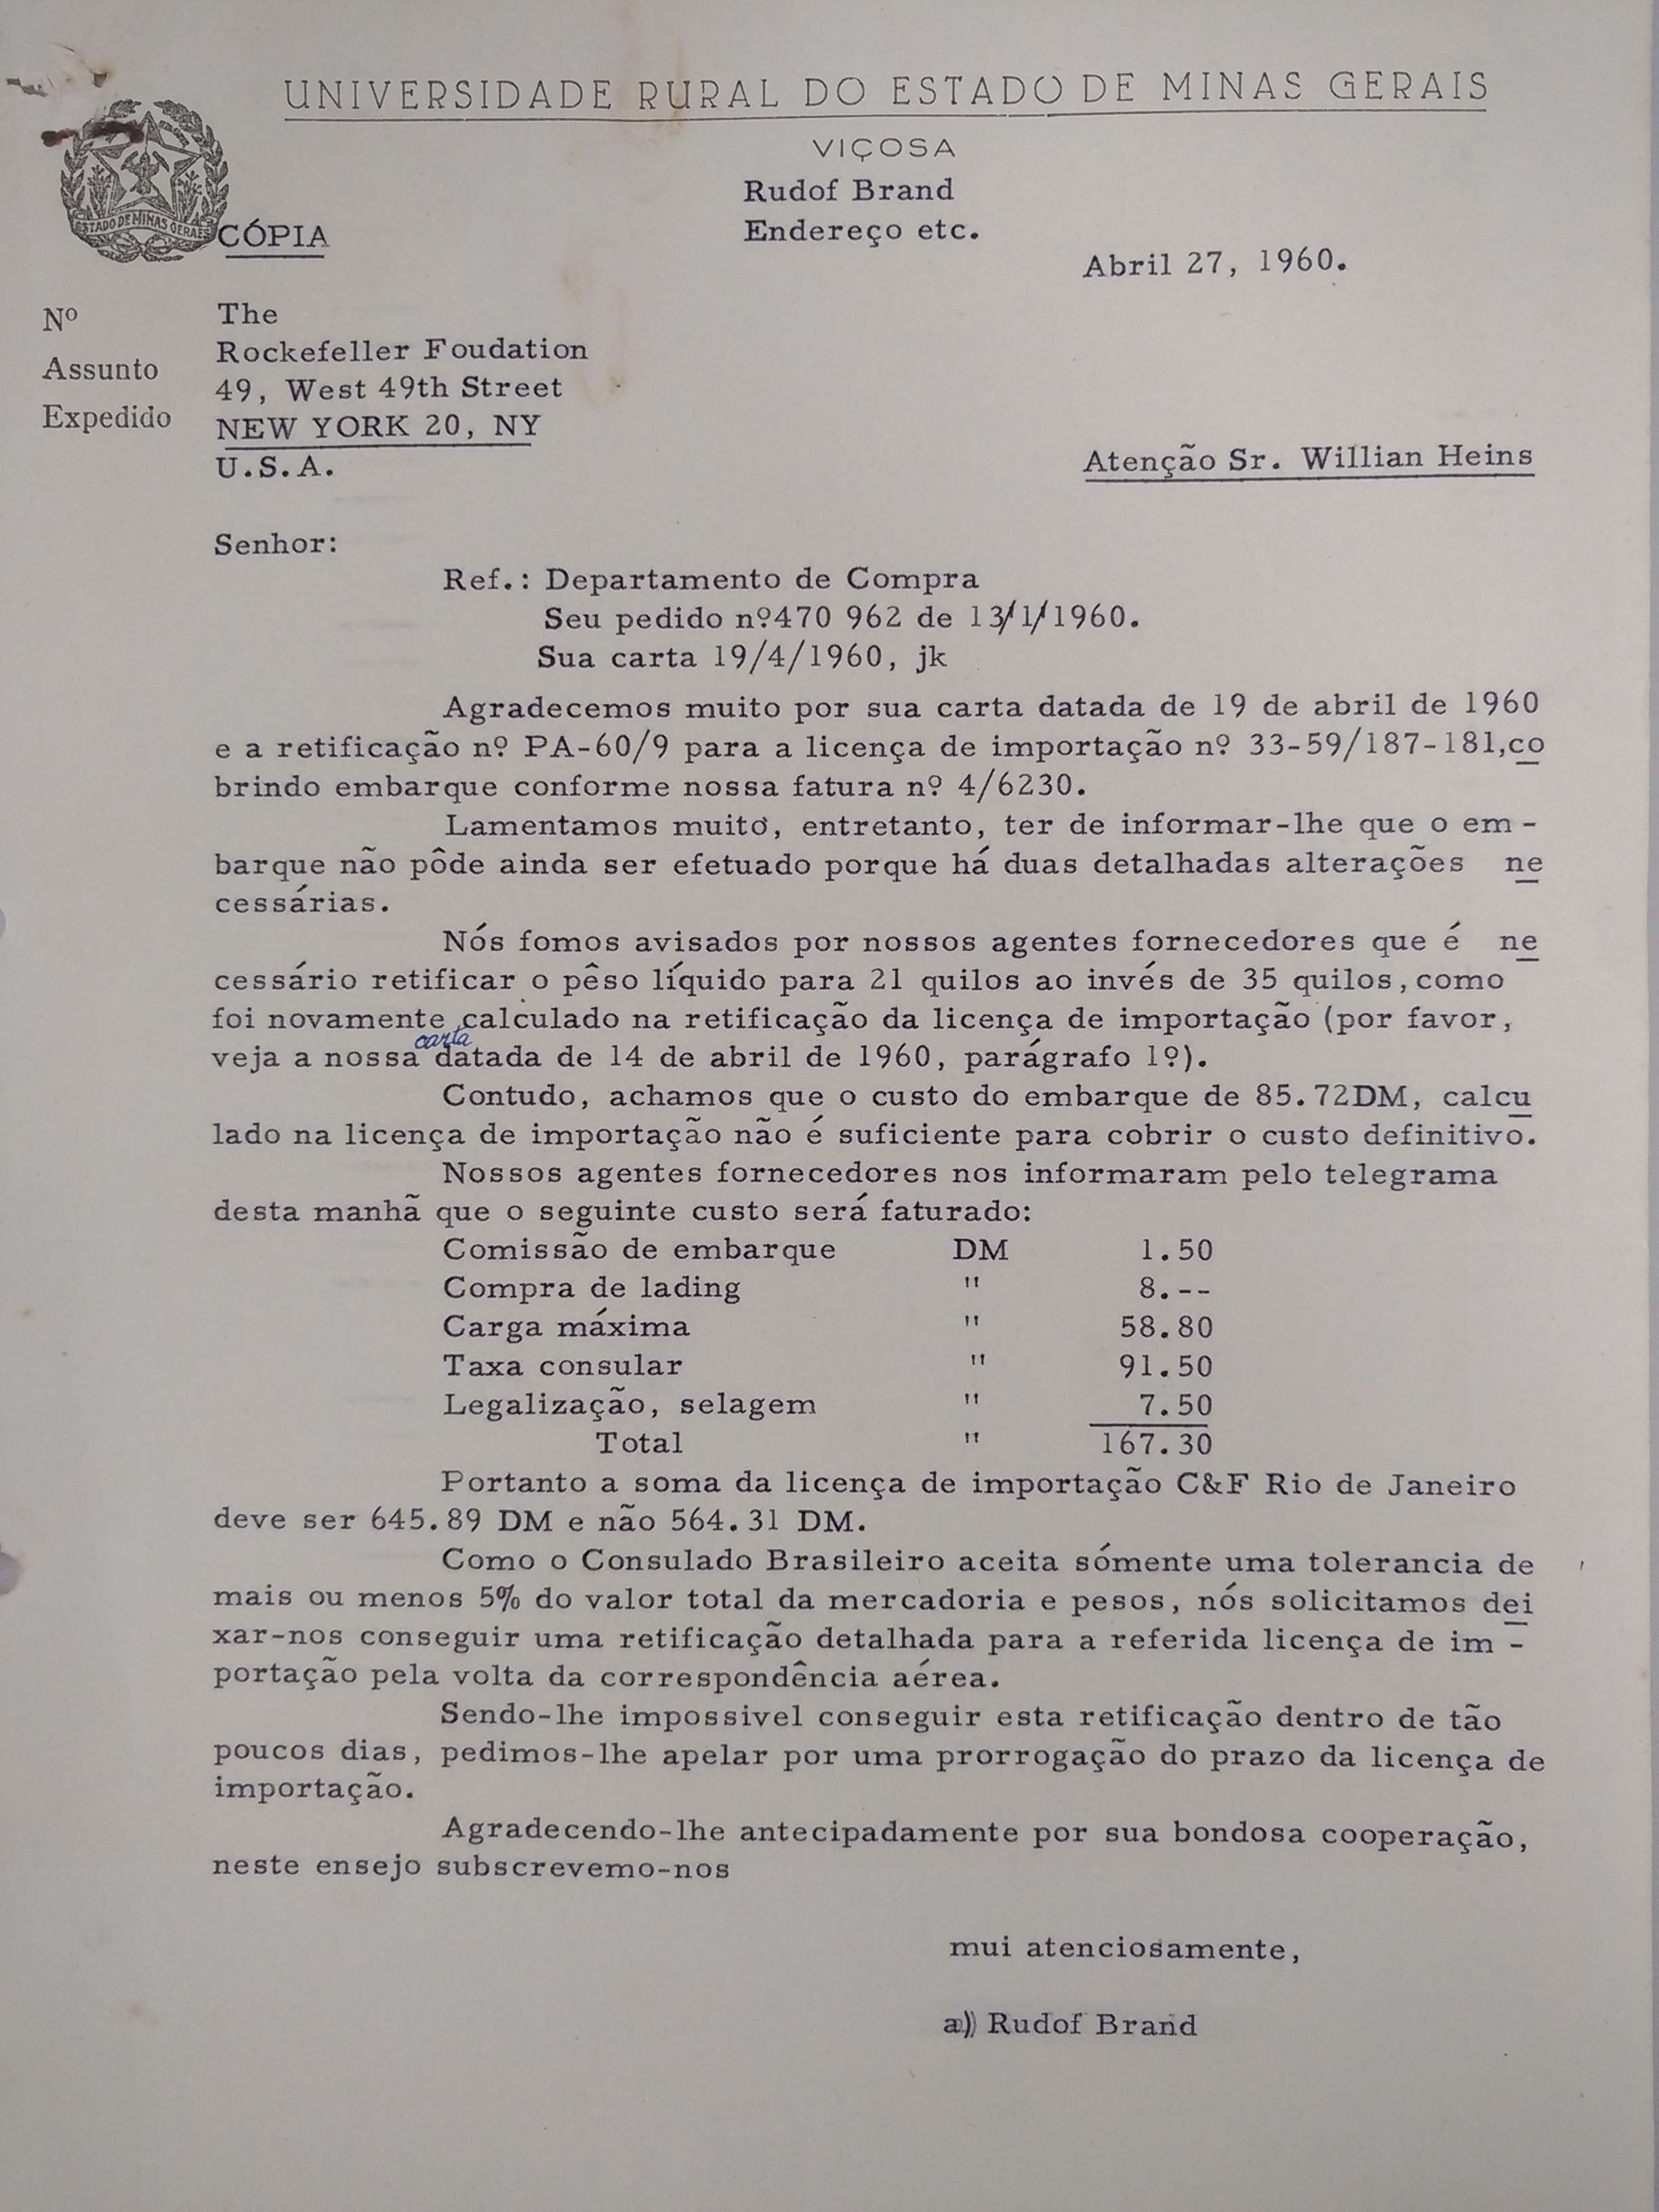 UNIVERSIDADE RURAL DO ESTADO DE MINAS GERAIS
VIÇOSA
Rudof Brand
ESTADO DE MINAS GERAES
CÓPIA
Endereço etc.
Abril 27, 1960.
Nº
The
Assunto
Rockefeller Foudation
Expedido
49, West 49th Street
NEW YORK 20, NY
U.S.A.
Atenção Sr. Willian Heins
Senhor:
Ref.: Departamento de Compra
Seu pedido nº470 962 de 13/1/1960.
Sua carta 19/4/1960, jk
Agradecemos muito por sua carta datada de 19 de abril de 1960
e a retificação nº PA-60/9 para a licença de importação nº 33-59/187-181,co
brindo embarque conforme nossa fatura nº 4/6230.
Lamentamos muito, entretanto, ter de informar-lhe que o em -
barque não pôde ainda ser efetuado porque há duas detalhadas alterações ne
cessárias.
Nós fomos avisados por nossos agentes fornecedores que é ne
cessário retificar o pêso líquido para 21 quilos ao invés de 35 quilos, como
foi novamente calculado na retificação da licença de importação (por favor,
veja a nossa carta datada de 14 de abril de 1960, parágrafo 1º).
Contudo, achamos que o custo do embarque de 85.72DM, calcu
lado na licença de importação não é suficiente para cobrir o custo definitivo.
Nossos agentes fornecedores nos informaram pelo telegrama
desta manhã que o seguinte custo será faturado:
Comissão de embarque DM 1.50
Compra de lading " 8.--
Carga máxima " 58.80
Taxa consular " 91.50
Legalização, selagem " 7.50
Total " 167.30
Portanto a soma da licença de importação C&F Rio de Janeiro
deve ser 645.89 DM e não 564.31 DM.
Como o Consulado Brasileiro aceita sómente uma tolerancia de
mais ou menos 5% do valor total da mercadoria e pesos, nós solicitamos dei
xar-nos conseguir uma retificação detalhada para a referida licença de im -
portação pela volta da correspondência aérea.
Sendo-lhe impossivel conseguir esta retificação dentro de tão
poucos dias, pedimos-lhe apelar por uma prorrogação do prazo da licença de
importação.
Agradecendo-lhe antecipadamente por sua bondosa cooperação,
neste ensejo subscrevemo-nos
mui atenciosamente,
a) Rudof Brand